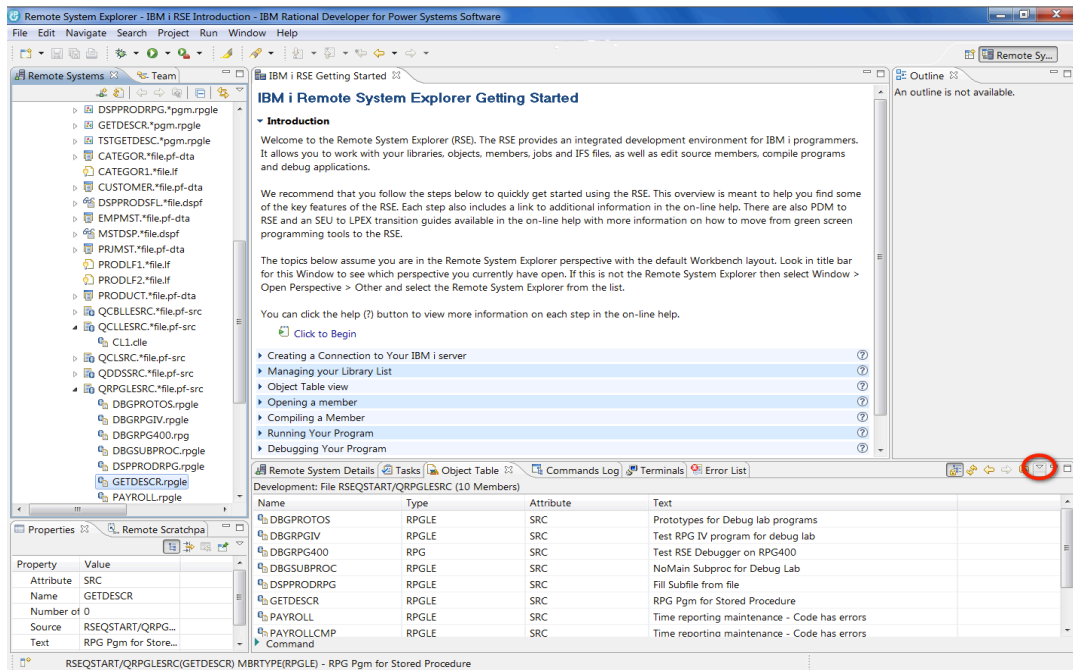 Remote System Explorer - IBM i RSE Introduction - IBM Rational Developer for Power Systems Software
File Edit Navigate Search Project Run Window Help
Remote Sy...
Remote Systems
Team
DSPPRODRPG.*pgm.rpgle
GETDESCR.*pgm.rpgle
TSTGETDESC.*pgm.rpgle
CATEGOR.*file.pf-dta
CATEGOR1.*file.lf
CUSTOMER.*file.pf-dta
DSPPRODSFL.*file.dspf
EMPMST.*file.pf-dta
MSTDSP.*file.dspf
PRJMST.*file.pf-dta
PRODLF1.*file.lf
PRODLF2.*file.lf
PRODUCT.*file.pf-dta
QCBLLESRC.*file.pf-src
QCLLESRC.*file.pf-src
CL1.clle
QCLSRC.*file.pf-src
QDDSSRC.*file.pf-src
QRPGLESRC.*file.pf-src
DBGPROTOS.rpgle
DBGRPGIV.rpgle
DBGRPG400.rpg
DBGSUBPROC.rpgle
DSPPRODRPG.rpgle
GETDESCR.rpgle
PAYROLL.rpgle
IBM i RSE Getting Started
IBM i Remote System Explorer Getting Started
Introduction
Welcome to the Remote System Explorer (RSE). The RSE provides an integrated development environment for IBM i programmers.
It allows you to work with your libraries, objects, members, jobs and IFS files, as well as edit source members, compile programs
and debug applications.
We recommend that you follow the steps below to quickly get started using the RSE. This overview is meant to help you find some
of the key features of the RSE. Each step also includes a link to additional information in the on-line help. There are also PDM to
RSE and an SEU to LPEX transition guides available in the on-line help with more information on how to move from green screen
programming tools to the RSE.
The topics below assume you are in the Remote System Explorer perspective with the default Workbench layout. Look in title bar
for this Window to see which perspective you currently have open. If this is not the Remote System Explorer then select Window >
Open Perspective > Other and select the Remote System Explorer from the list.
You can click the help (?) button to view more information on each step in the on-line help.
Click to Begin
Creating a Connection to Your IBM i server
Managing your Library List
Object Table view
Opening a member
Compiling a Member
Running Your Program
Debugging Your Program
Outline
An outline is not available.
Properties
Remote Scratchpa
Property Value
Attribute SRC
Name GETDESCR
Number of 0
Source RSEQSTART/QRPG...
Text RPG Pgm for Store...
Remote System Details Tasks Object Table Commands Log Terminals Error List
Development: File RSEQSTART/QRPGLESRC (10 Members)
Name Type Attribute Text
DBGPROTOS RPGLE SRC Prototypes for Debug lab programs
DBGRPGIV RPGLE SRC Test RPG IV program for debug lab
DBGRPG400 RPG SRC Test RSE Debugger on RPG400
DBGSUBPROC RPGLE SRC NoMain Subproc for Debug Lab
DSPPRODRPG RPGLE SRC Fill Subfile from file
GETDESCR RPGLE SRC RPG Pgm for Stored Procedure
PAYROLL RPGLE SRC Time reporting maintenance - Code has errors
PAYROLLCMP RPGLE SRC Time reporting maintenance - Code has errors
Command
RSEQSTART/QRPGLESRC(GETDESCR) MBRTYPE(RPGLE) - RPG Pgm for Stored Procedure